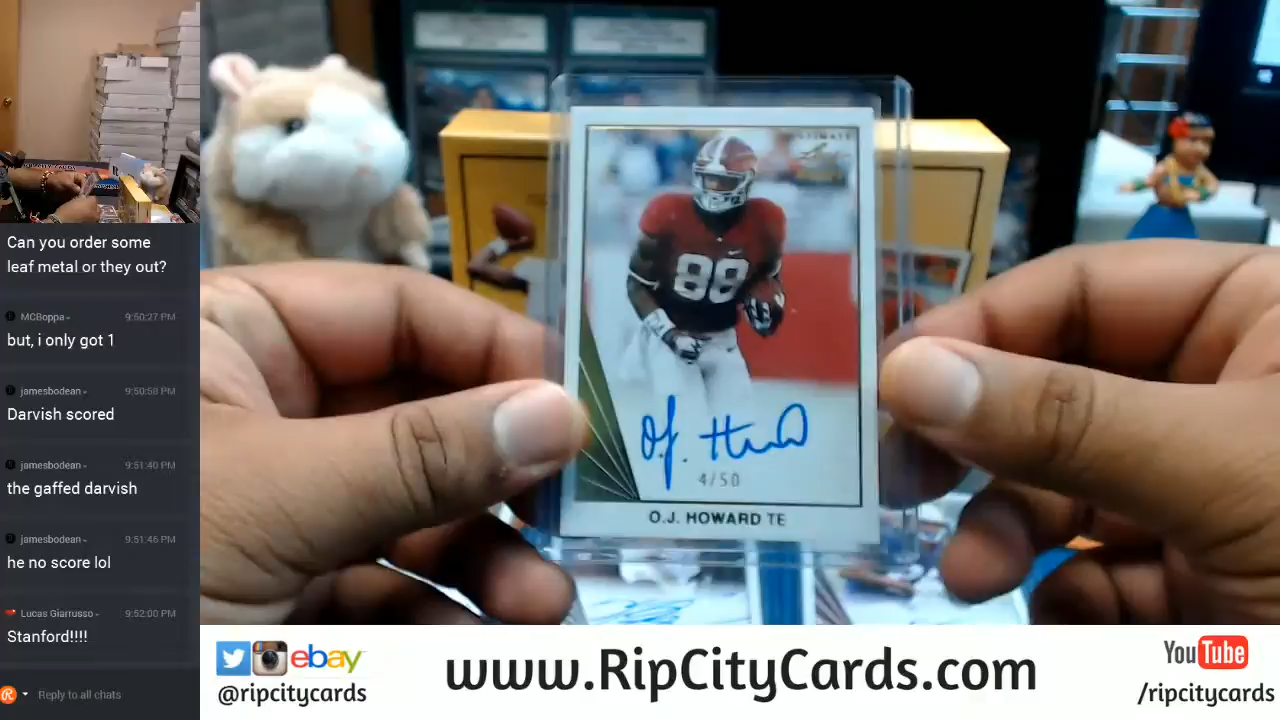 Can you order some
leaf metal or they out?
MCBoppa
9:50:27 PM
but, i only got 1
jamesbodean
9:50:58 PM
Darvish scored
jamesbodean
9:51:40 PM
the gaffed darvish
jamesbodean
9:51:46 PM
he no score lol
Lucas Giarrusso
9:52:00 PM
Stanford!!!!
Reply to all chats
88
O.J. Howard
4/50
O.J. HOWARD TE
ebay
@ripcitycards
www.RipCityCards.com
YouTube
/ripcitycards